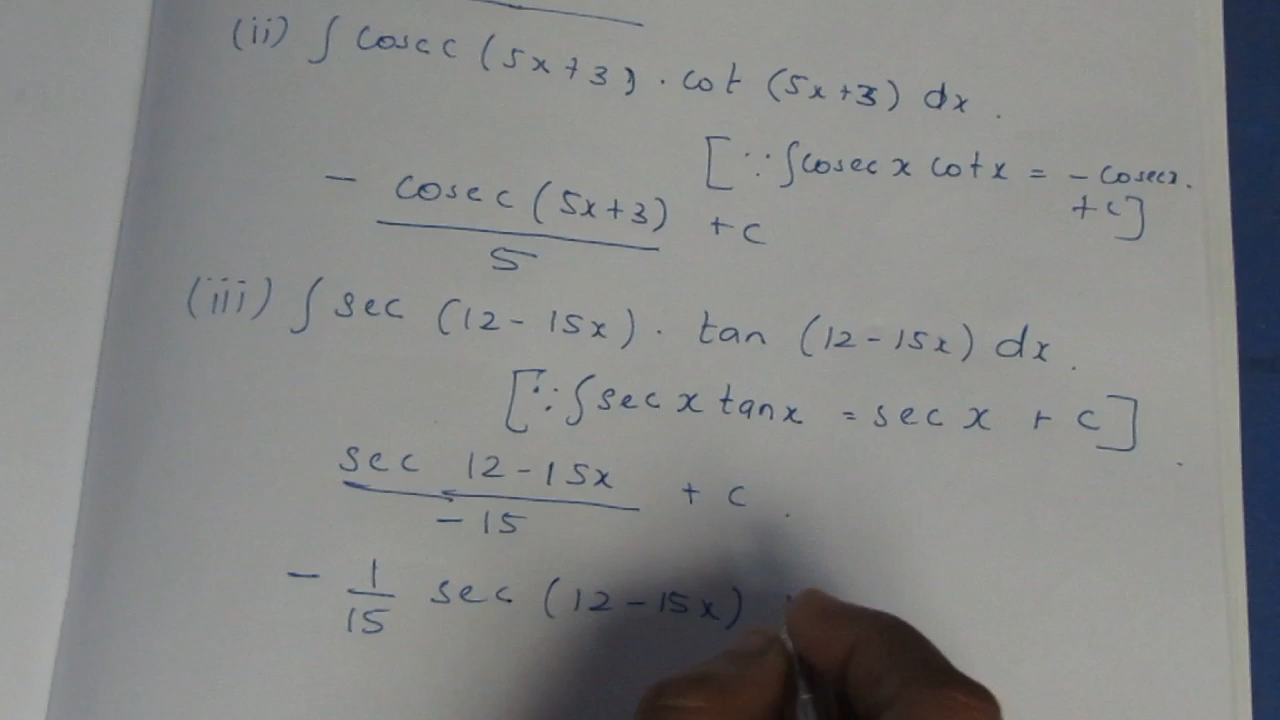 (ii) ∫ cosec (5x+3) . cot (5x+3) dx .
[∵ ∫cosec x cot x = - cosec x.
+ c]
- cosec (5x+3) / 5 + c
(iii) ∫ sec (12-15x) . tan (12-15x) dx .
[∵ ∫ sec x tan x = sec x + c]
sec 12-15x / -15 + c .
- 1/15 sec (12-15x)